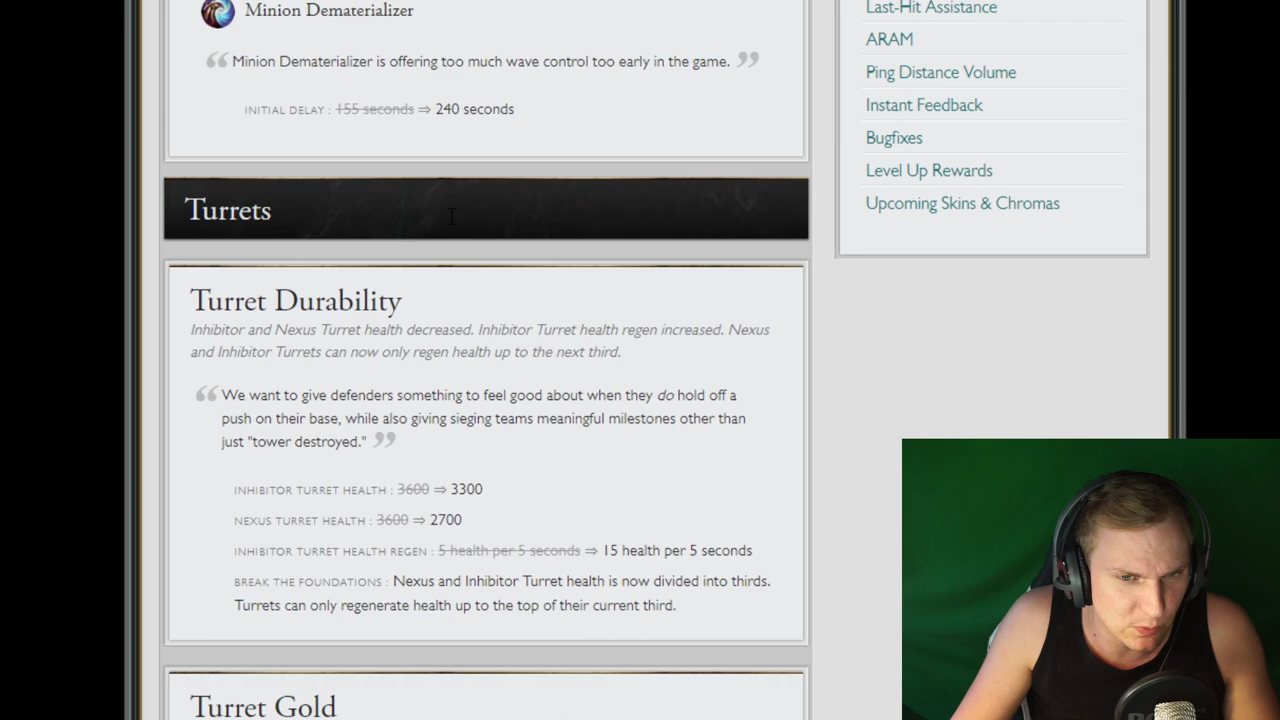 Minion Dematerializer
“ Minion Dematerializer is offering too much wave control too early in the game. ”
INITIAL DELAY : 155 seconds ⇒ 240 seconds
Turrets
Turret Durability
Inhibitor and Nexus Turret health decreased. Inhibitor Turret health regen increased. Nexus
and Inhibitor Turrets can now only regen health up to the next third.
“ We want to give defenders something to feel good about when they do hold off a
push on their base, while also giving sieging teams meaningful milestones other than
just "tower destroyed." ”
INHIBITOR TURRET HEALTH : 3600 ⇒ 3300
NEXUS TURRET HEALTH : 3600 ⇒ 2700
INHIBITOR TURRET HEALTH REGEN : 5 health per 5 seconds ⇒ 15 health per 5 seconds
BREAK THE FOUNDATIONS : Nexus and Inhibitor Turret health is now divided into thirds.
Turrets can only regenerate health up to the top of their current third.
Turret Gold
Last-Hit Assistance
ARAM
Ping Distance Volume
Instant Feedback
Bugfixes
Level Up Rewards
Upcoming Skins & Chromas